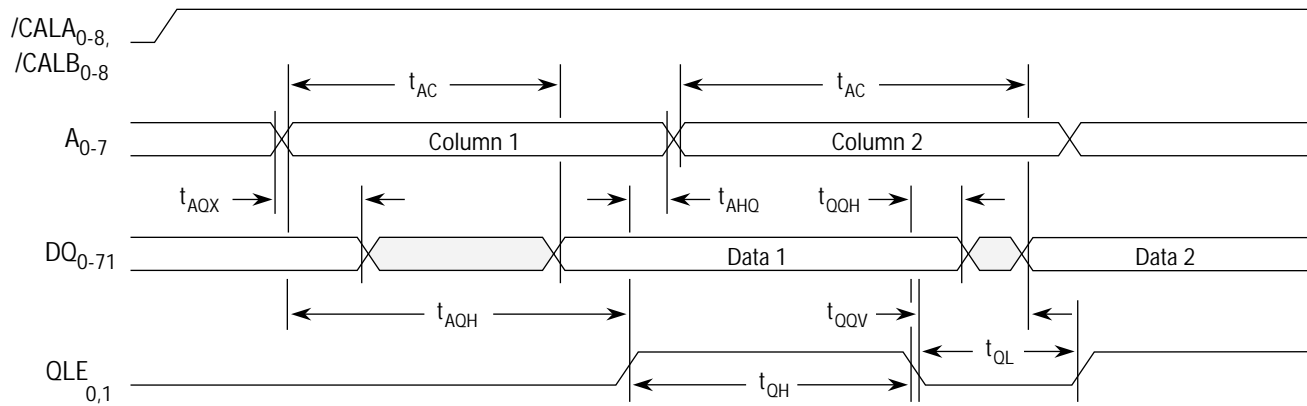 /CALA0-8,
/CALB0-8
tAC
tAC
A0-7
Column 1
Column 2
tAQX
tAHQ
tQQH
DQ0-71
Data 1
Data 2
tAQH
tQQV
tQL
QLE0,1
tQH